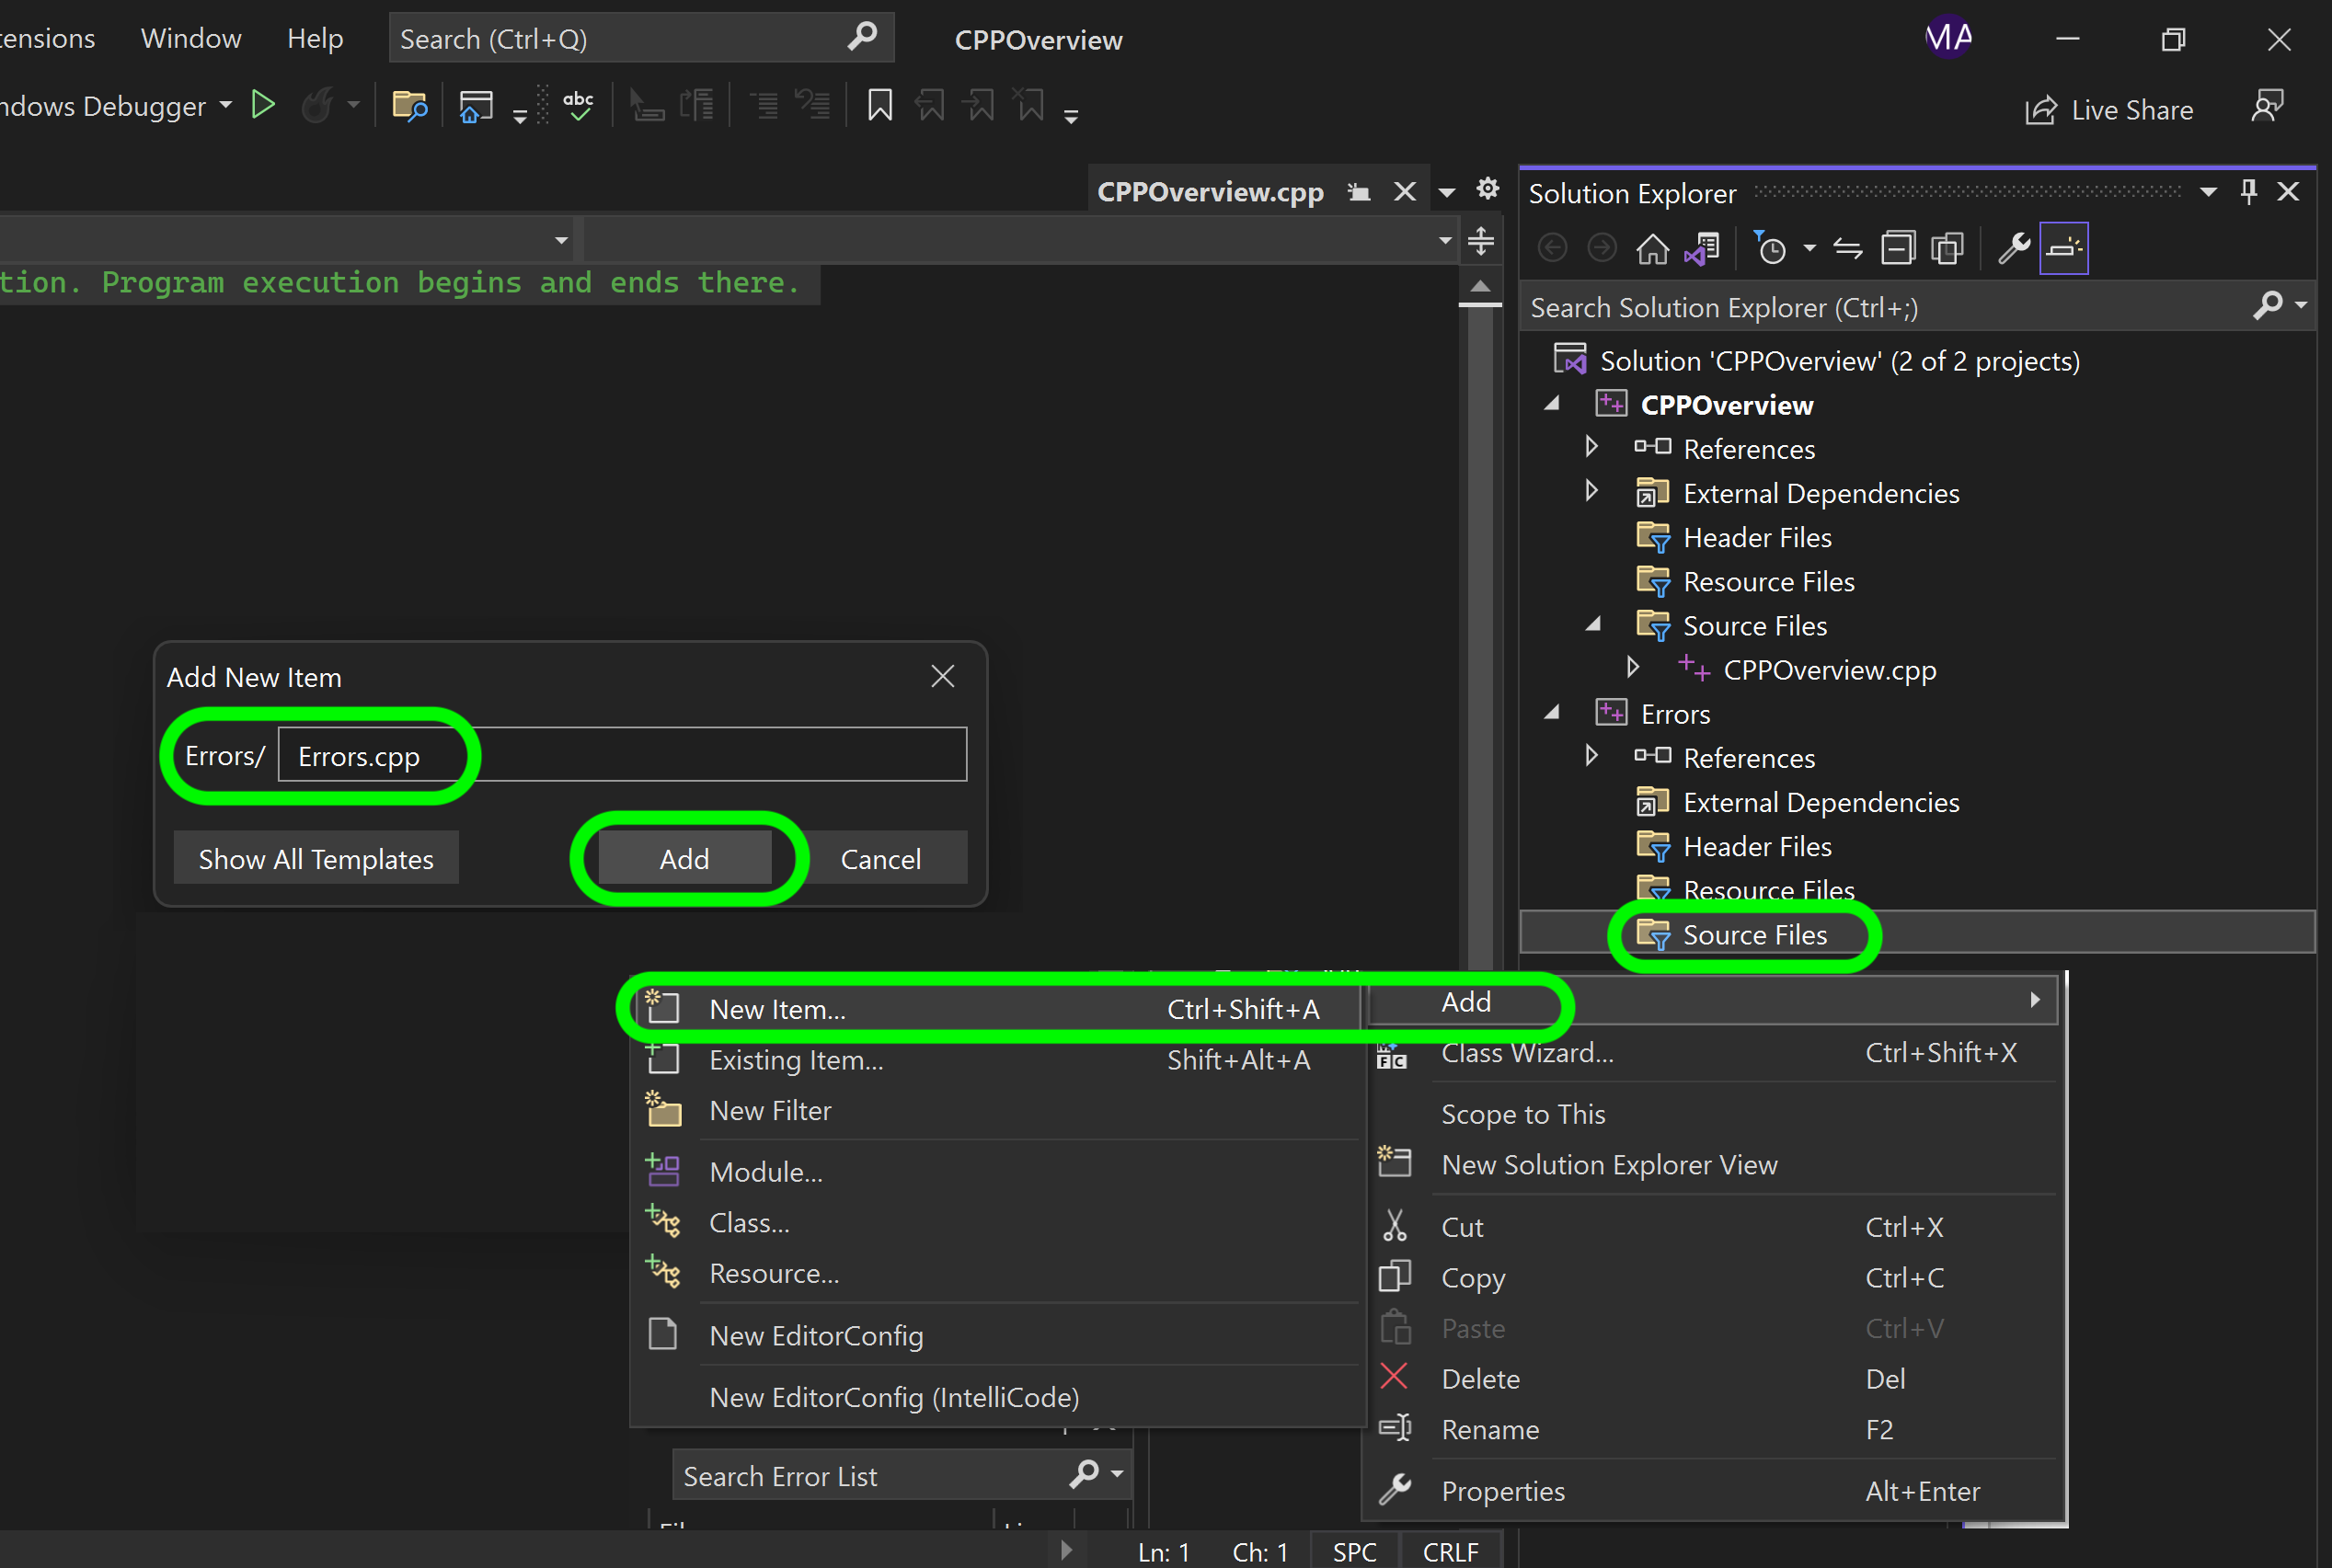 Window Help Search (Ctrl+Q) CPPOverview MA
Debugger abc Live Share
CPPOverview.cpp
tion. Program execution begins and ends there.
Solution Explorer
Search Solution Explorer (Ctrl+;)
Solution 'CPPOverview' (2 of 2 projects)
CPPOverview
References
External Dependencies
Header Files
Resource Files
Source Files
CPPOverview.cpp
Errors
References
External Dependencies
Header Files
Resource Files
Source Files
Add New Item
Errors/ Errors.cpp
Show All Templates Add Cancel
New Item... Ctrl+Shift+A
Existing Item... Shift+Alt+A
New Filter
Module...
Class...
Resource...
New EditorConfig
New EditorConfig (IntelliCode)
Add
Class Wizard... Ctrl+Shift+X
Scope to This
New Solution Explorer View
Cut Ctrl+X
Copy Ctrl+C
Paste Ctrl+V
Delete Del
Rename F2
Properties Alt+Enter
Search Error List
Ln: 1 Ch: 1 SPC CRLF